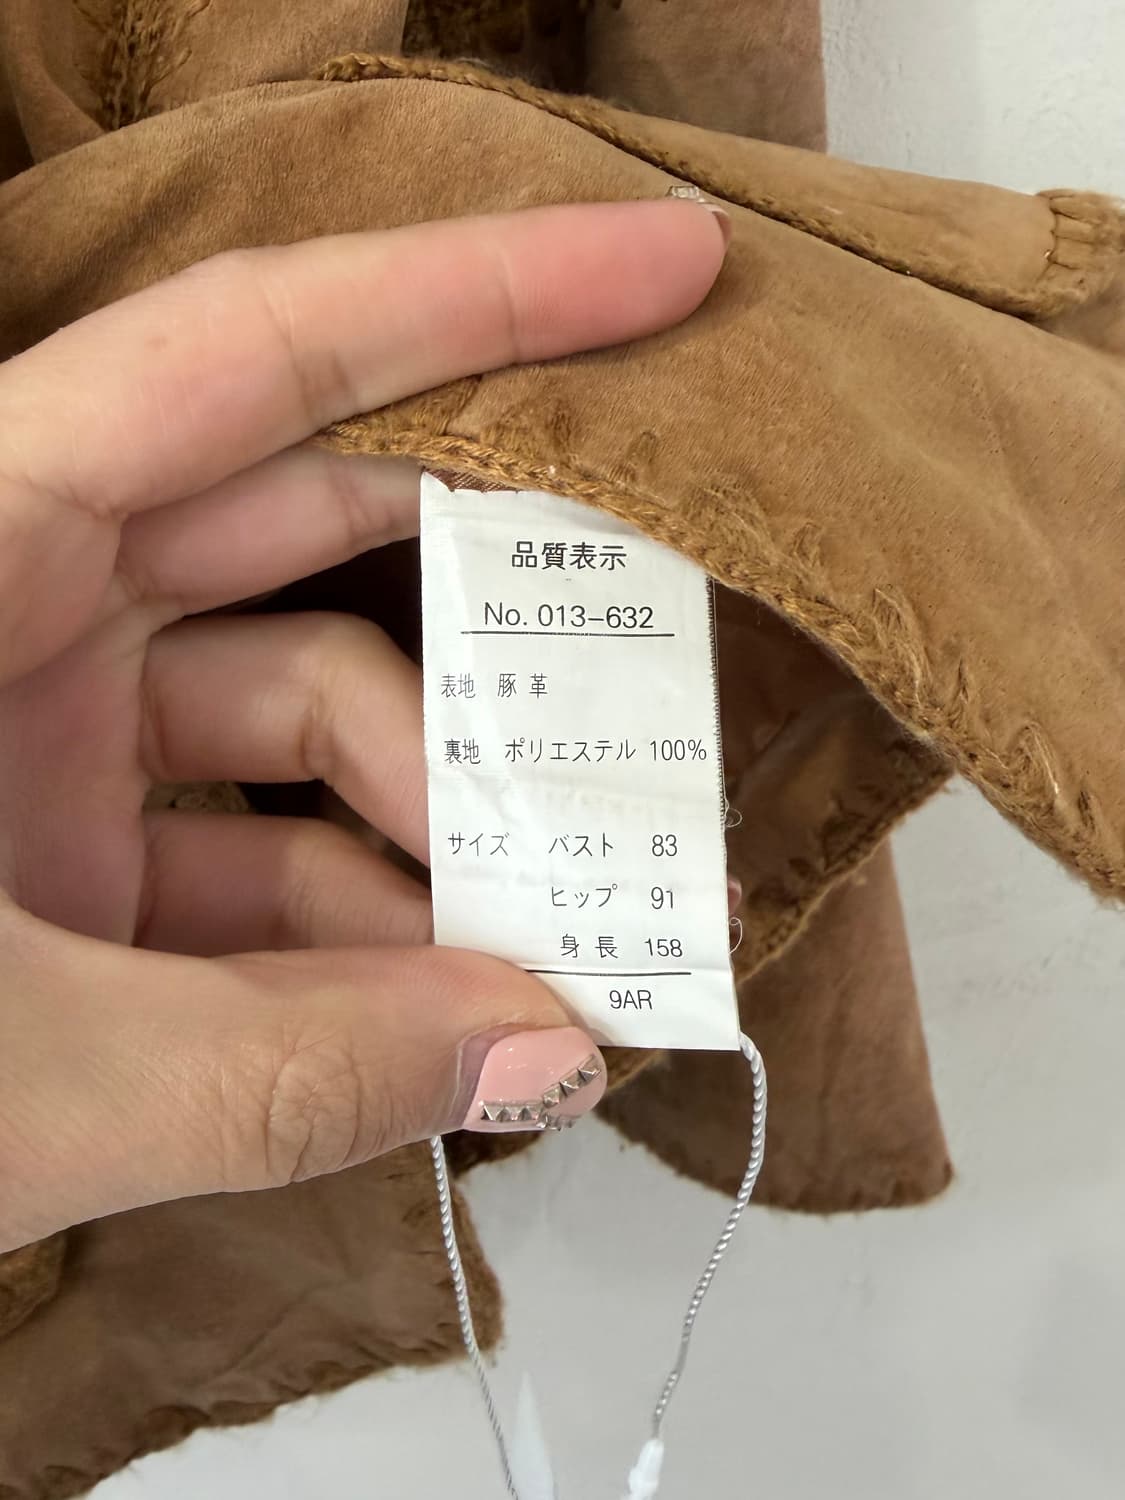 品質表示
No. 013-632
表地 豚革
裏地 ポリエステル 100%
サイズ バスト 83
ヒップ 91
身長 158
9AR